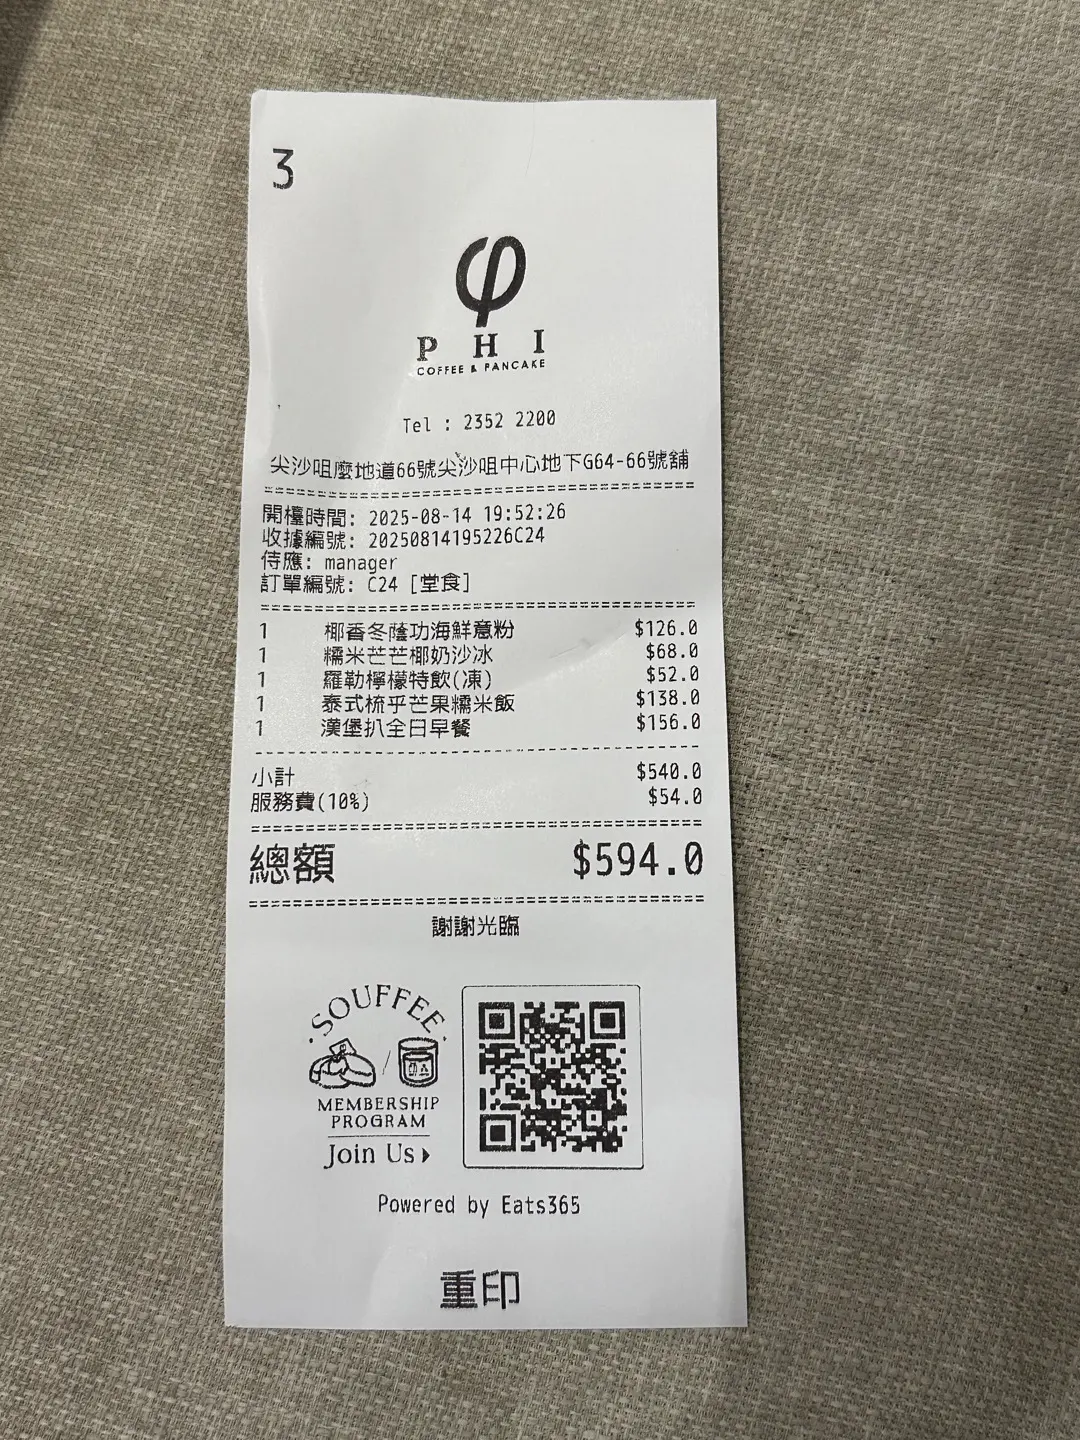 3
φ
PHI
COFFEE & PANCAKE
Tel : 2352 2200
尖沙咀麼地道66號尖沙咀中心地下G64-66號舖
開檯時間: 2025-08-14 19:52:26
收據編號: 20250814195226C24
侍應: manager
訂單編號: C24 [堂食]
1 椰香冬蔭功海鮮意粉 $126.0
1 糯米芒芒椰奶沙冰 $68.0
1 羅勒檸檬特飲(凍) $52.0
1 泰式梳乎芒果糯米飯 $138.0
1 漢堡扒全日早餐 $156.0
小計 $540.0
服務費(10%) $54.0
總額 $594.0
謝謝光臨
SOUFFEE
MEMBERSHIP
PROGRAM
Join Us
Powered by Eats365
重印